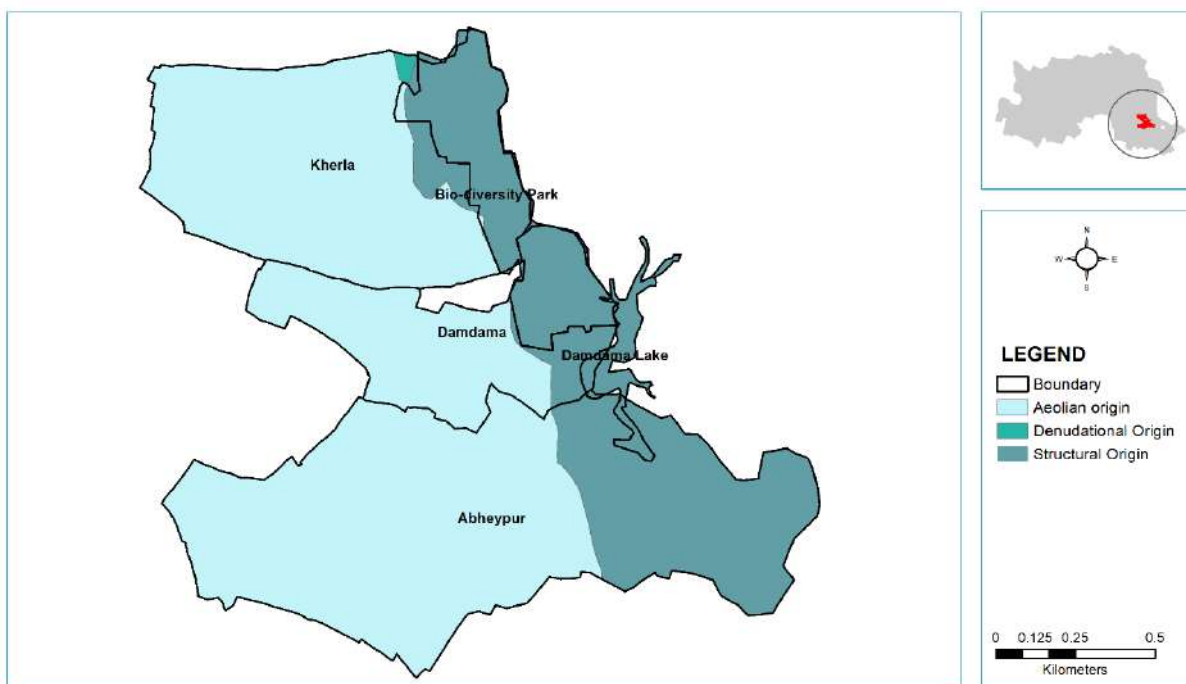 Kherla
Bio-diversity Park
Damdama
Damdama Lake
Abheypur
N
W E
S
LEGEND
Boundary
Aeolian origin
Denudational Origin
Structural Origin
0 0.125 0.25 0.5
Kilometers